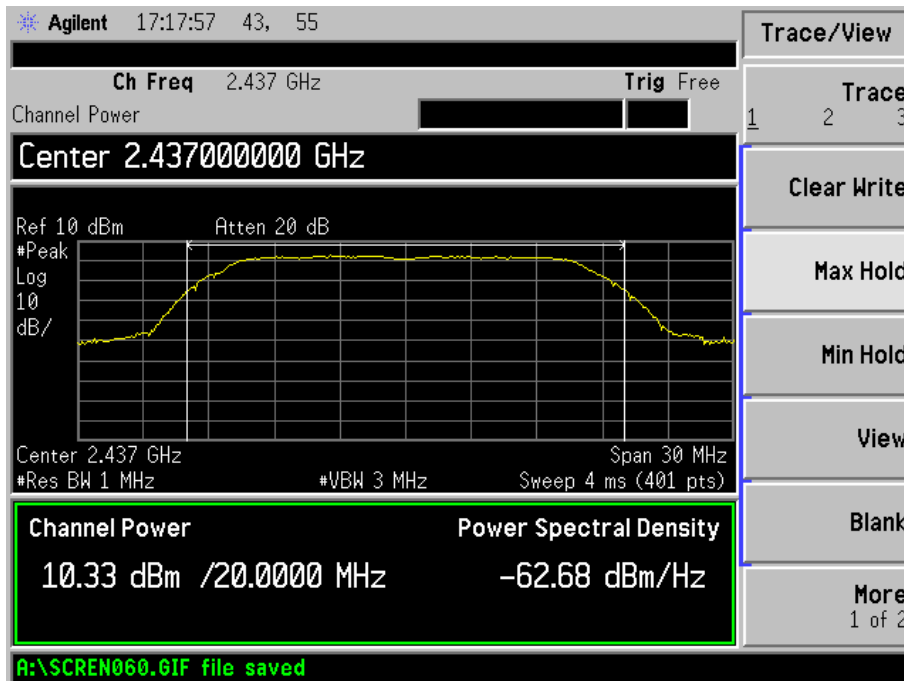 Agilent 17:17:57 43, 55
Trace/View
Ch Freq 2.437 GHz Trig Free
Channel Power
Center 2.437000000 GHz
Ref 10 dBm Atten 20 dB
#Peak
Log
10
dB/
Center 2.437 GHz Span 30 MHz
#Res BW 1 MHz #VBW 3 MHz Sweep 4 ms (401 pts)
Channel Power Power Spectral Density
10.33 dBm /20.0000 MHz -62.68 dBm/Hz
A:\SCREN060.GIF file saved
Trace
1 2 3
Clear Write
Max Hold
Min Hold
View
Blank
More
1 of 2